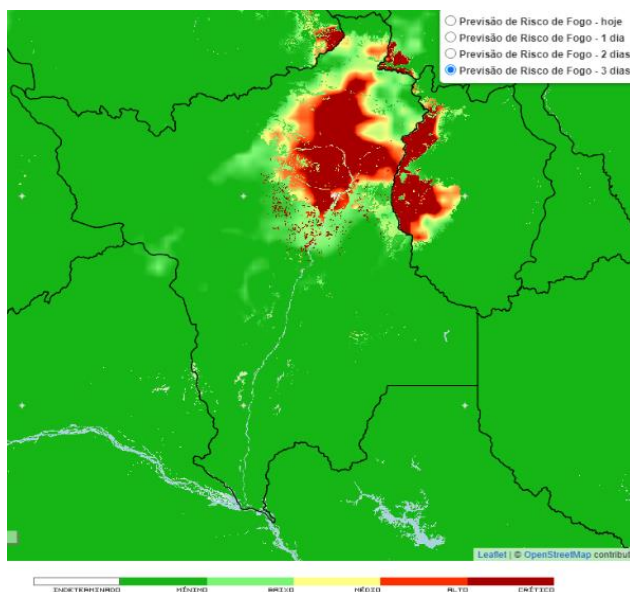 Previsão de Risco de Fogo - hoje
Previsão de Risco de Fogo - 1 dia
Previsão de Risco de Fogo - 2 dias
Previsão de Risco de Fogo - 3 dias
Leaflet | © OpenStreetMap contribut
INDETERMINADO MÍNIMO BAIXO MÉDIO ALTO CRÍTICO